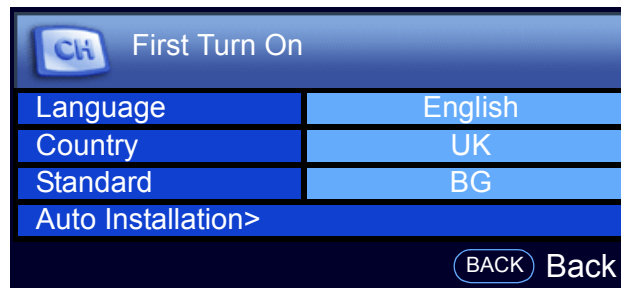 CH First Turn On
Language English
Country UK
Standard BG
Auto Installation>
BACK Back